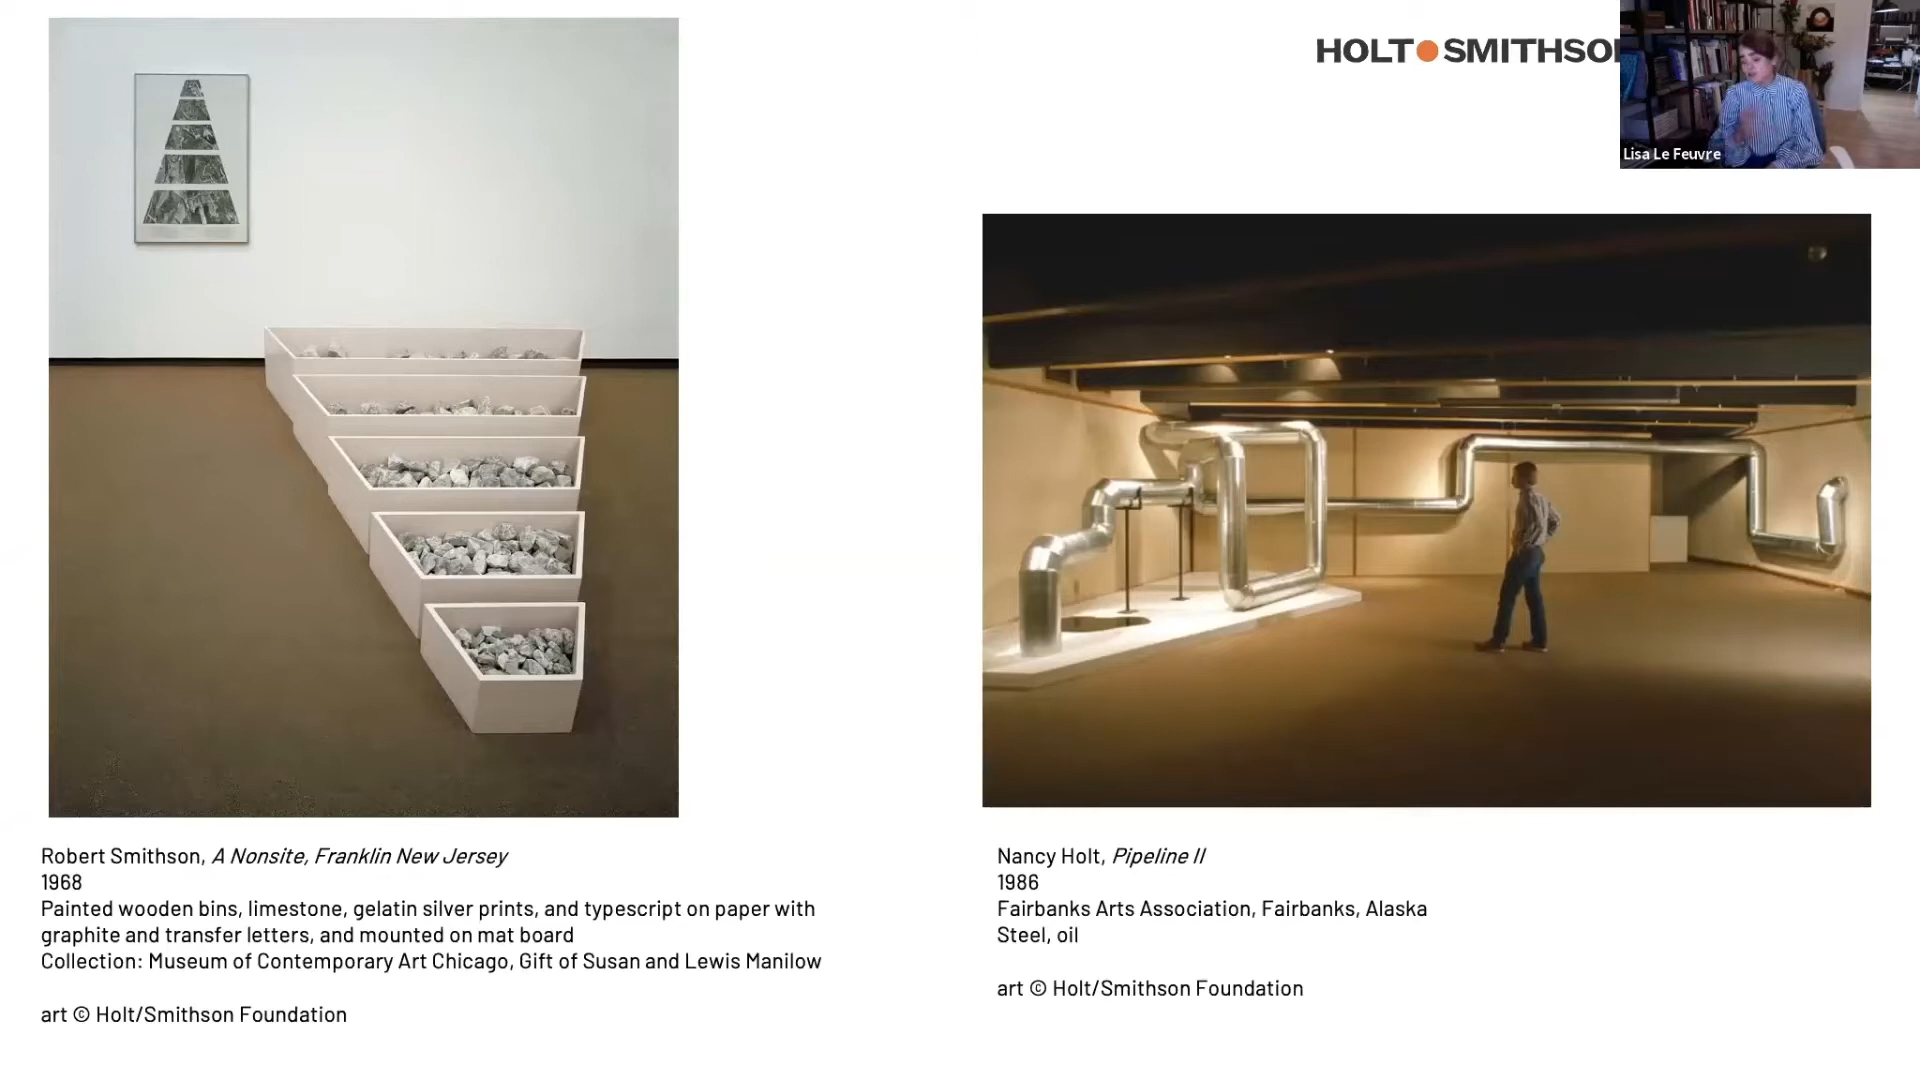 HOLT SMITHSO
Lisa Le Feuvre
Robert Smithson, A Nonsite, Franklin New Jersey
1968
Painted wooden bins, limestone, gelatin silver prints, and typescript on paper with
graphite and transfer letters, and mounted on mat board
Collection: Museum of Contemporary Art Chicago, Gift of Susan and Lewis Manilow
art © Holt/Smithson Foundation
Nancy Holt, Pipeline II
1986
Fairbanks Arts Association, Fairbanks, Alaska
Steel, oil
art © Holt/Smithson Foundation